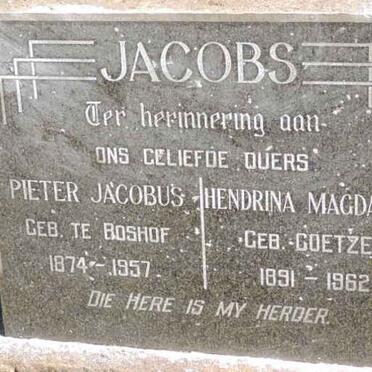 JACOBS
Ter herinnering aan
ONS GELIEFDE OUERS
PIETER JACOBUS HENDRINA MAGDA
GEB. TE BOSHOF GEB. COETZE
1874 - 1957 1891 - 1962
DIE HERE IS MY HERDER.